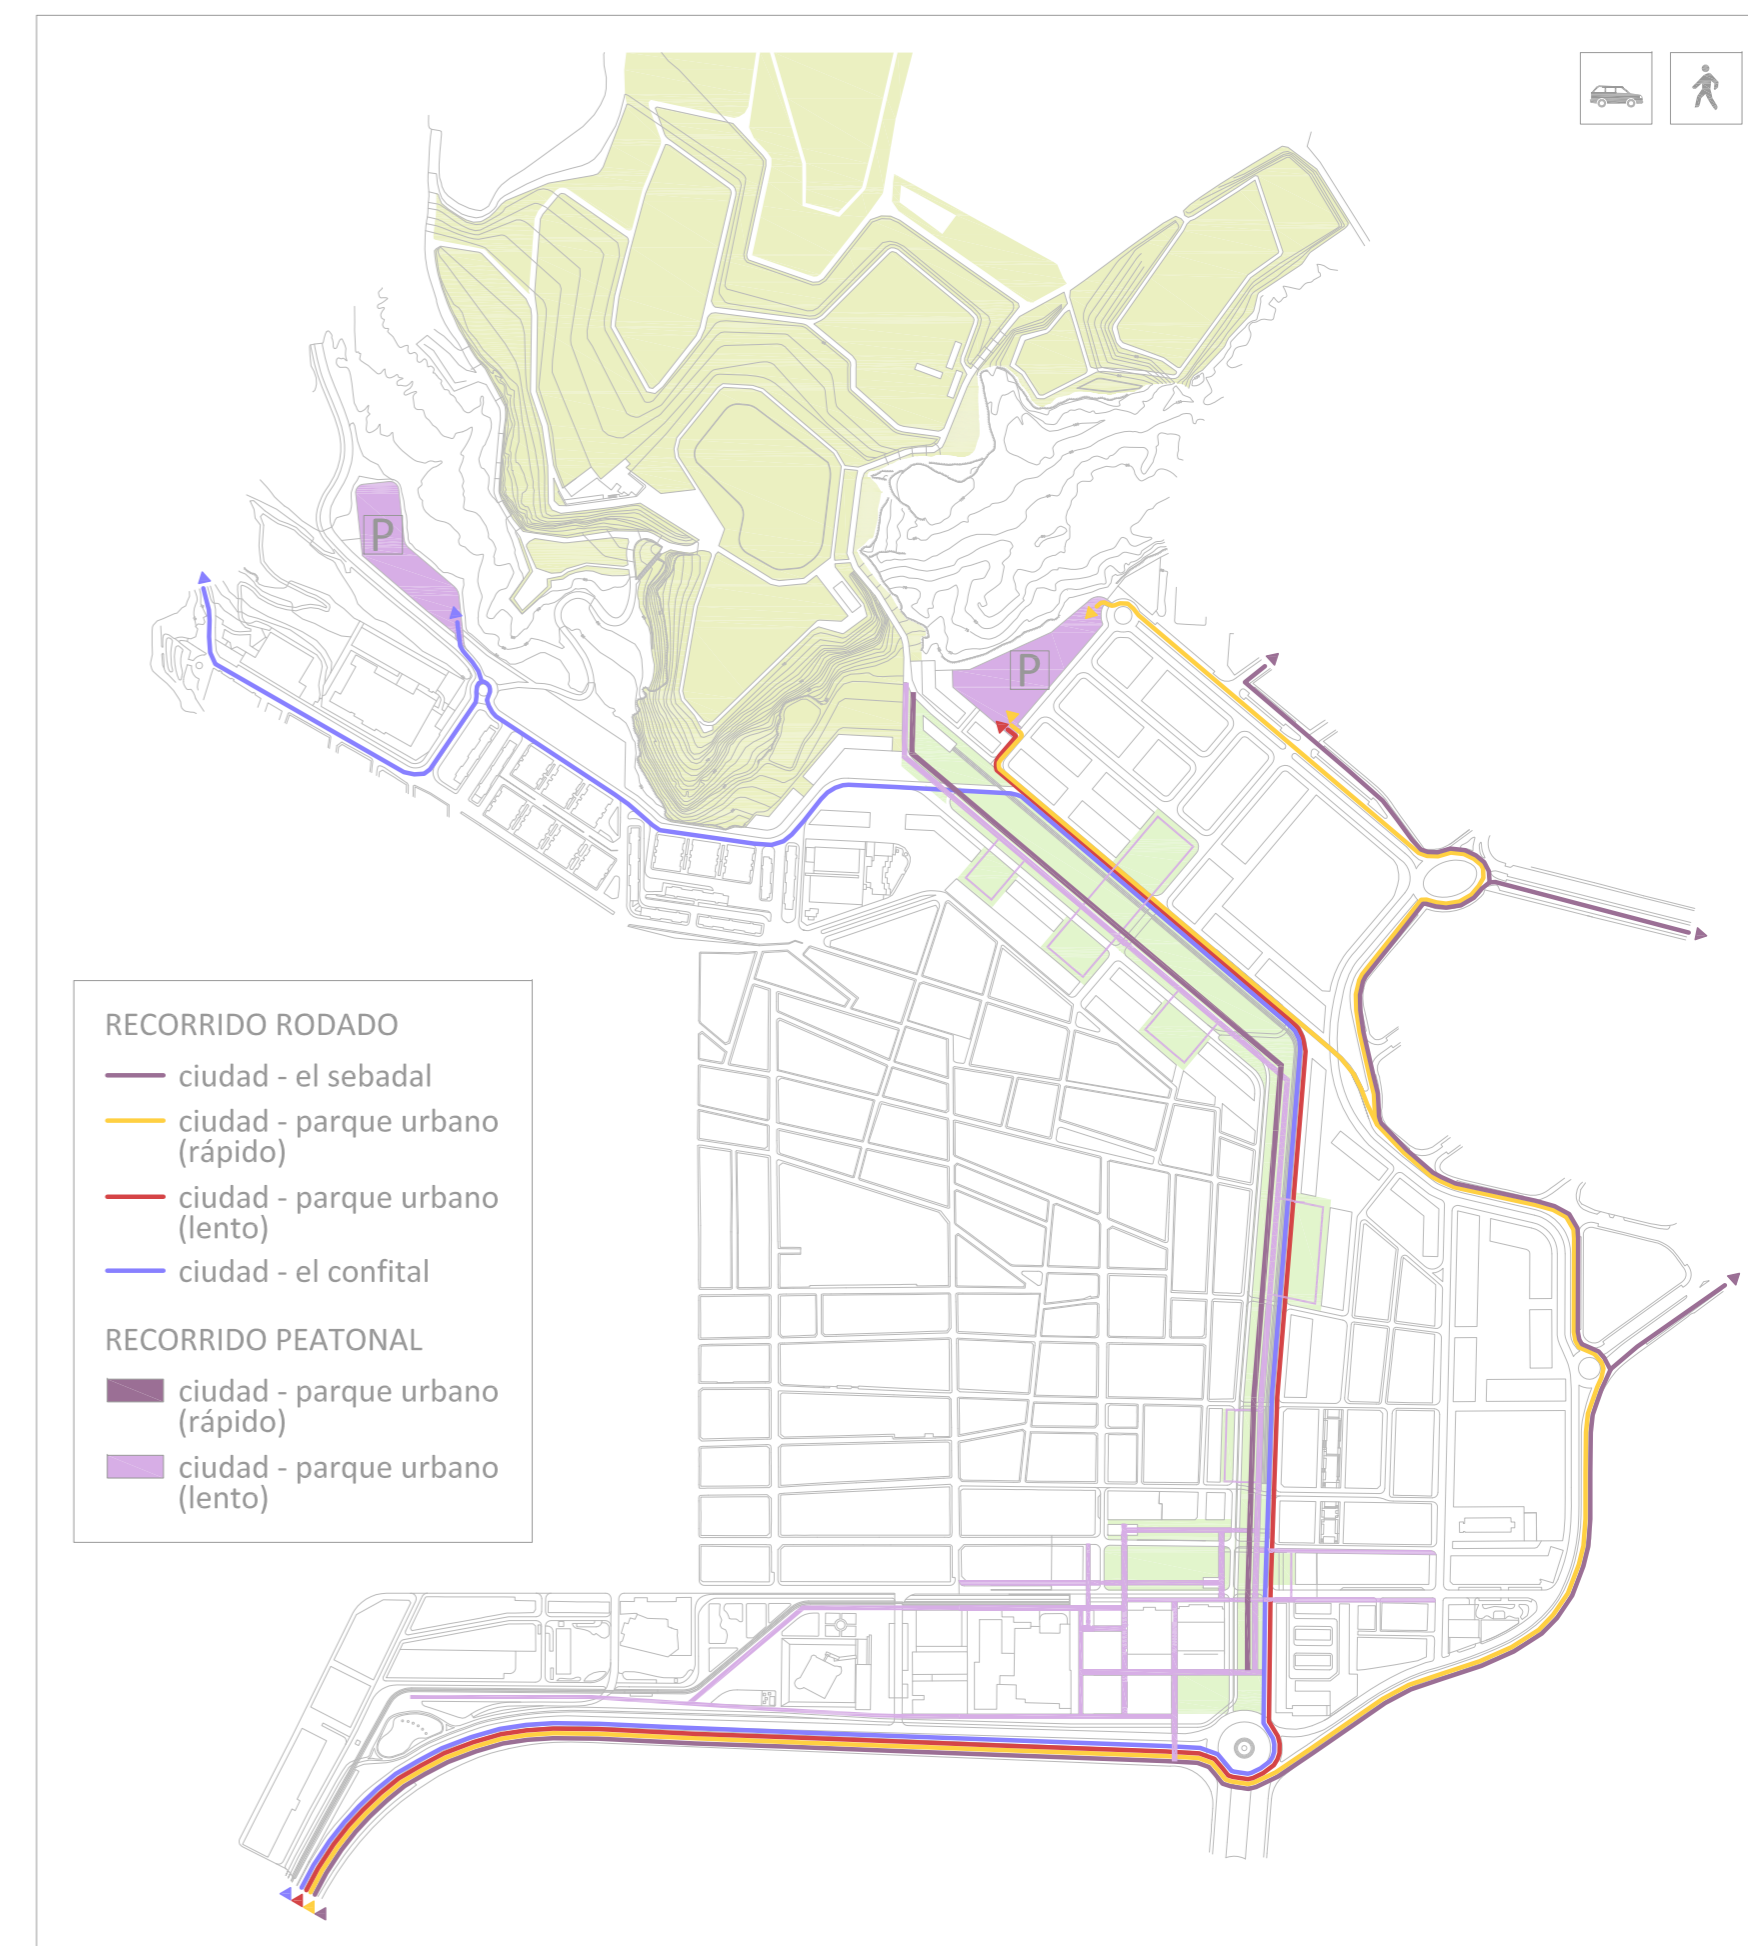 P
P
RECORRIDO RODADO
ciudad - el sebadal
ciudad - parque urbano
(rápido)
ciudad - parque urbano
(lento)
ciudad - el confital
RECORRIDO PEATONAL
ciudad - parque urbano
(rápido)
ciudad - parque urbano
(lento)